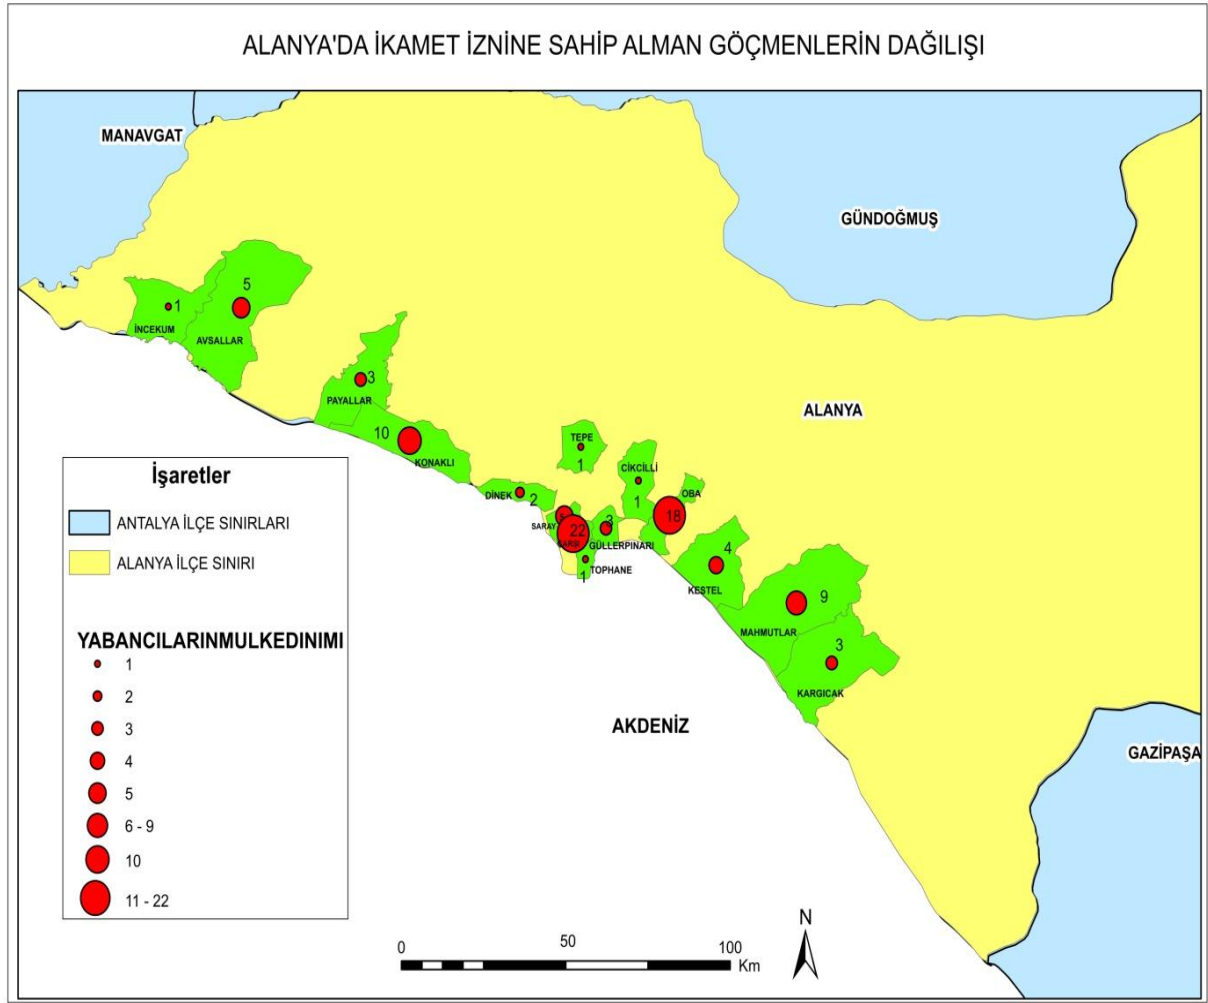 ALANYA'DA İKAMET İZNİNE SAHİP ALMAN GÖÇMENLERİN DAĞILIŞI
MANAVGAT
GÜNDOĞMUŞ
5
1
İNCEKUM
AVSALLAR
3
PAYALLAR
ALANYA
10
KONAKLI
TEPE
1
CİKCİLLİ
1
OBA
DİNEK
2
5
SARAY
22
ÇARŞI
3
GÜLLERPINARI
18
1
TOPHANE
4
KESTEL
9
MAHMUTLAR
3
KARGICAK
AKDENİZ
GAZİPAŞA
İşaretler
ANTALYA İLÇE SINIRLARI
ALANYA İLÇE SINIRI
YABANCILARINMULKEDINIMI
1
2
3
4
5
6 - 9
10
11 - 22
0 50 100
Km
N